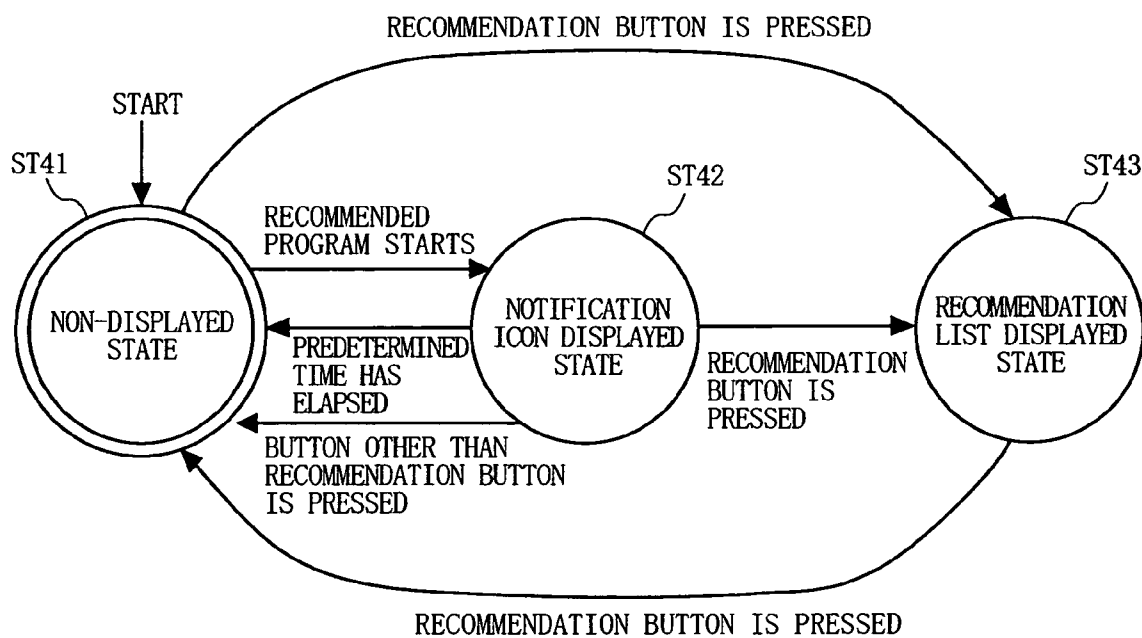 RECOMMENDATION BUTTON IS PRESSED
START
ST41
ST42
ST43
RECOMMENDED
PROGRAM STARTS
NON-DISPLAYED
STATE
NOTIFICATION
ICON DISPLAYED
STATE
RECOMMENDATION
LIST DISPLAYED
STATE
PREDETERMINED
TIME HAS
ELAPSED
RECOMMENDATION
BUTTON IS
PRESSED
BUTTON OTHER THAN
RECOMMENDATION BUTTON
IS PRESSED
RECOMMENDATION BUTTON IS PRESSED